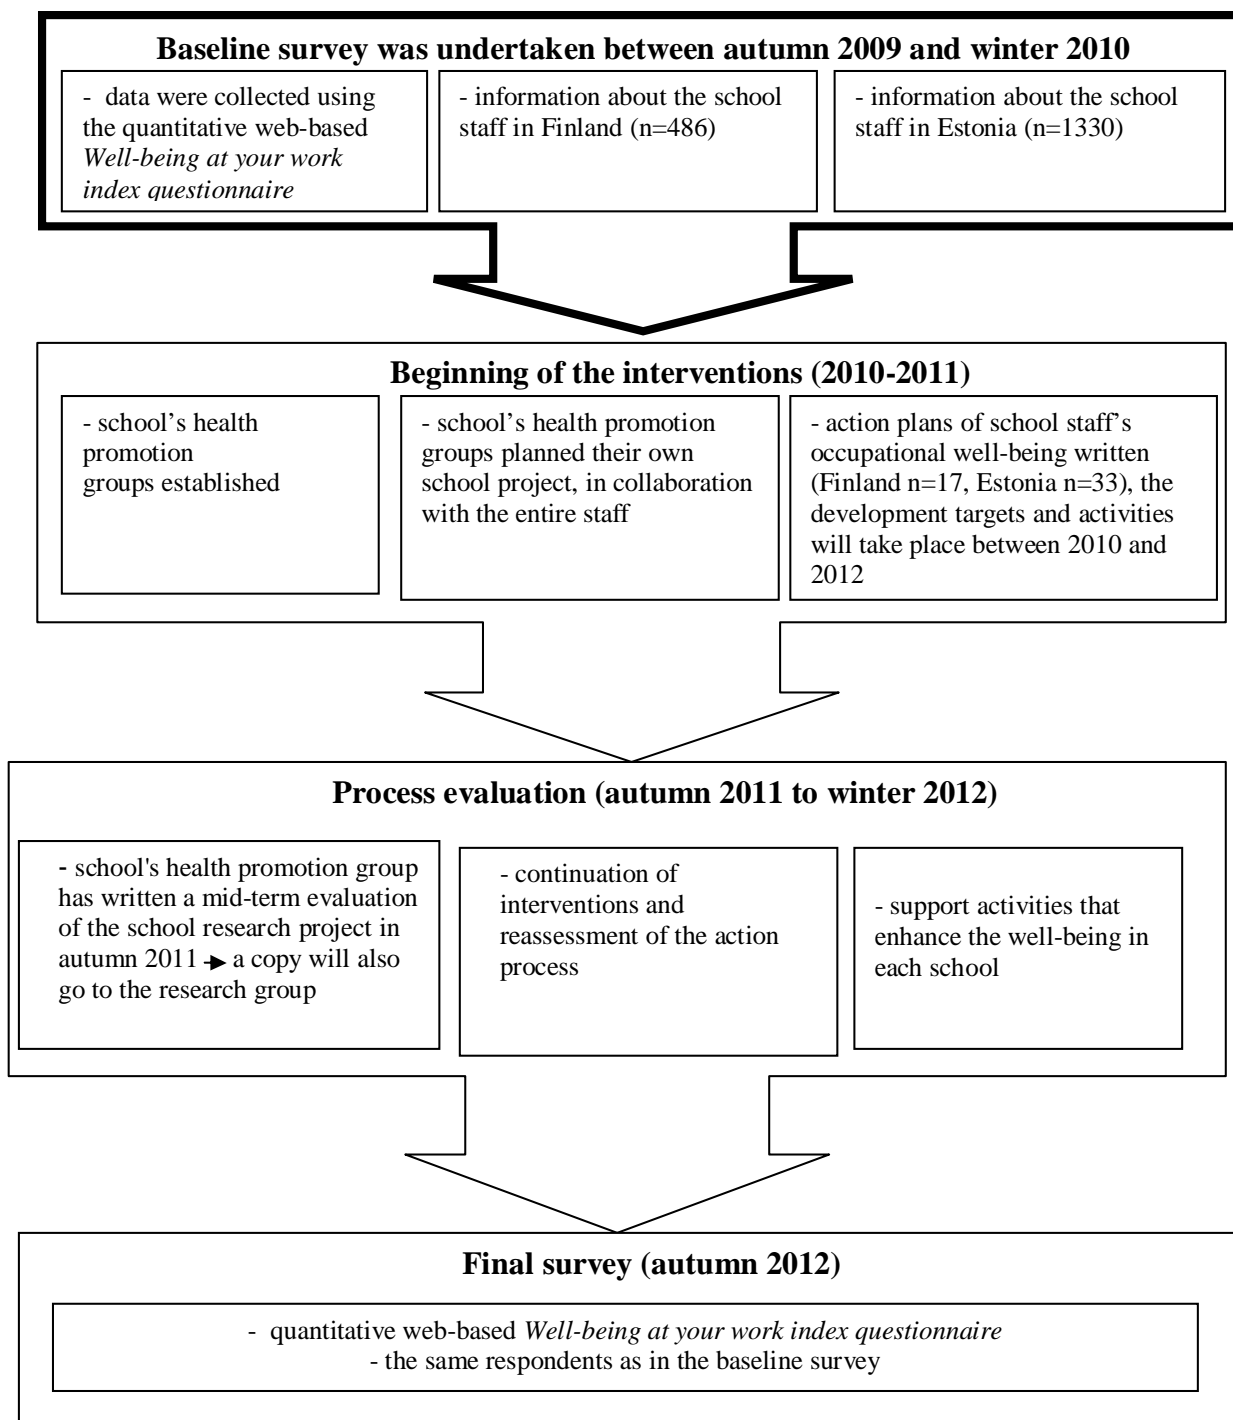 Baseline survey was undertaken between autumn 2009 and winter 2010
- data were collected using
the quantitative web-based
Well-being at your work
index questionnaire
- information about the school
staff in Finland (n=486)
- information about the school
staff in Estonia (n=1330)
Beginning of the interventions (2010-2011)
- school’s health
promotion
groups established
- school’s health promotion
groups planned their own
school project, in collaboration
with the entire staff
- action plans of school staff’s
occupational well-being written
(Finland n=17, Estonia n=33), the
development targets and activities
will take place between 2010 and
2012
Process evaluation (autumn 2011 to winter 2012)
- school's health promotion group
has written a mid-term evaluation
of the school research project in
autumn 2011 → a copy will also
go to the research group
- continuation of
interventions and
reassessment of the action
process
- support activities that
enhance the well-being in
each school
Final survey (autumn 2012)
- quantitative web-based Well-being at your work index questionnaire
- the same respondents as in the baseline survey